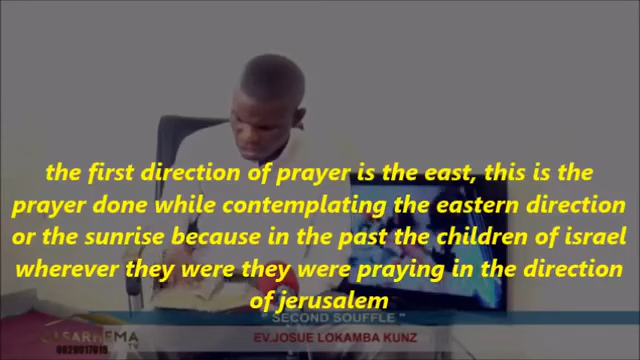 the first direction of prayer is the east, this is the
prayer done while contemplating the eastern direction
or the sunrise because in the past the children of israel
wherever they were they were praying in the direction
of jerusalem
" SECOND SOUFFLE "
EV.JOSUE LOKAMBA KUNZ
TV